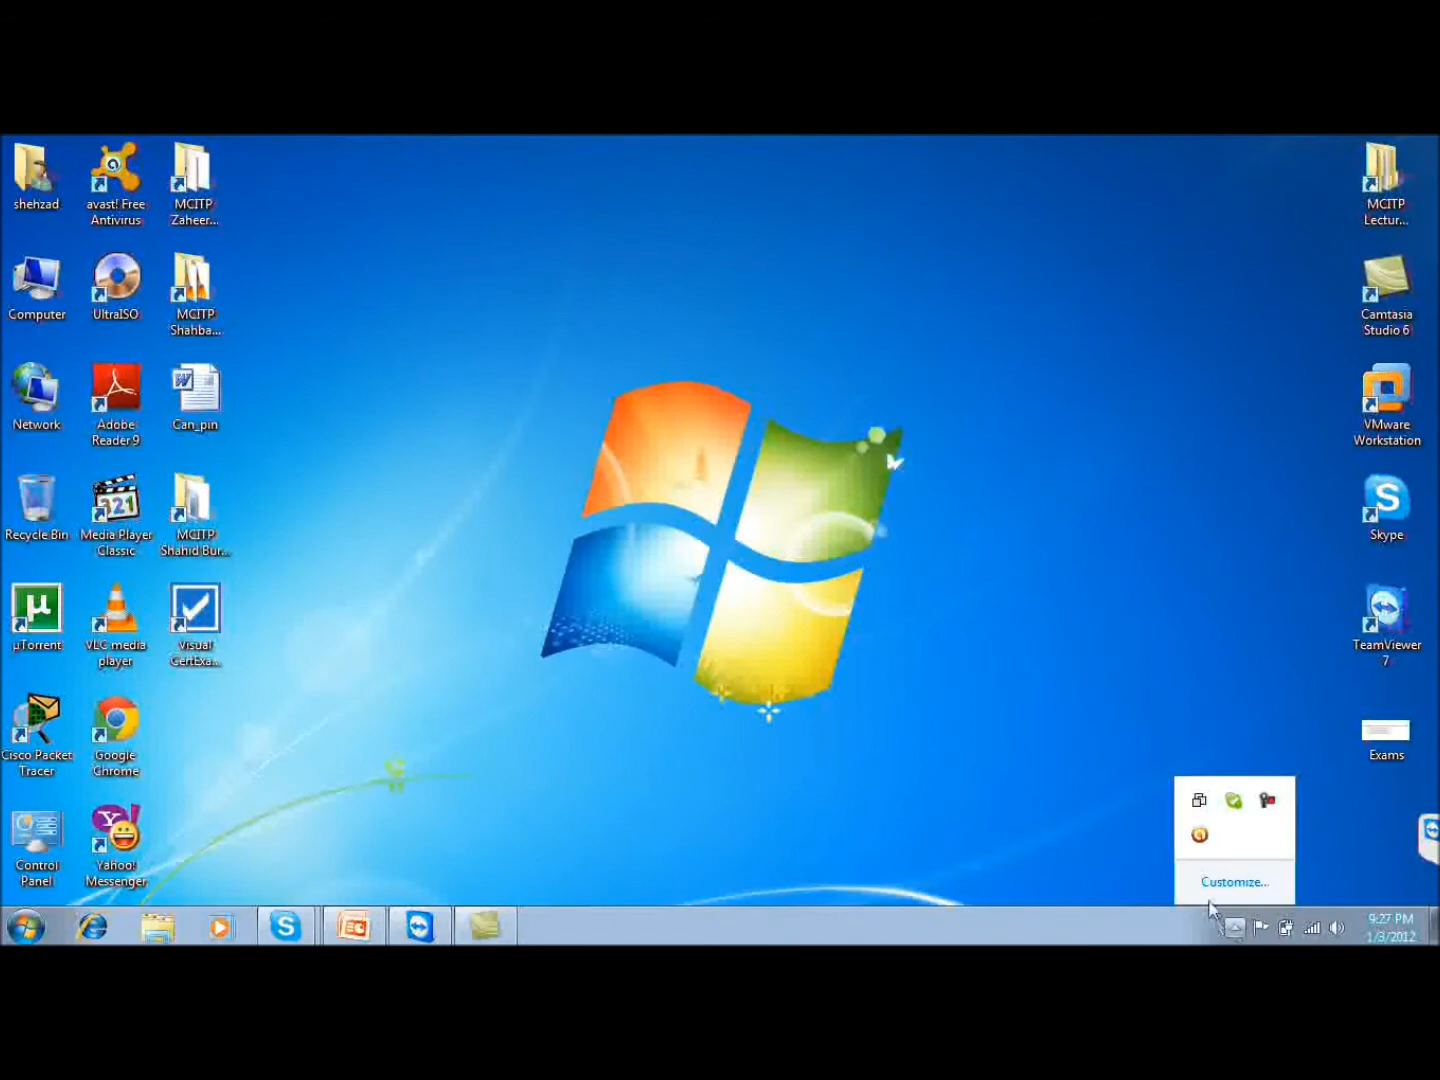 shehzad
avast! Free
Antivirus
MCITP
Zaheer...
MCITP
Lectur...
Computer
UltraISO
MCITP
Shahba...
Camtasia
Studio 6
Network
Adobe
Reader 9
Can_pin
VMware
Workstation
Recycle Bin
321
Media Player
Classic
MCITP
Shahid Bur...
Skype
µTorrent
VLC media
player
Visual
CertExa...
TeamViewer
7
Cisco Packet
Tracer
Google
Chrome
Exams
Control
Panel
Yahoo!
Messenger
Customize...
9:27 PM
1/3/2012